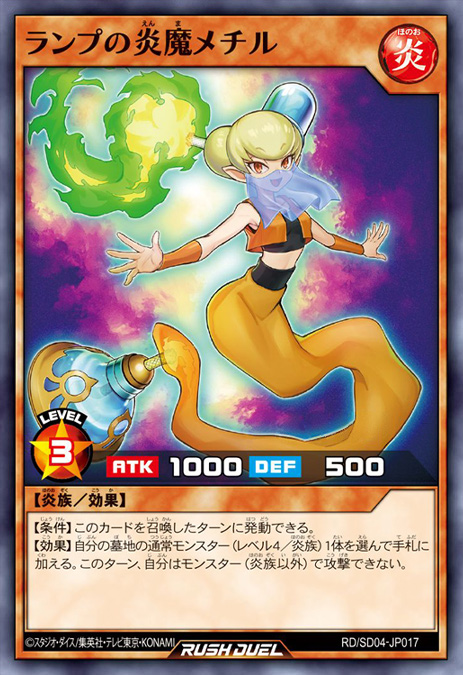 ランプの炎魔メチル
炎
LEVEL
3
ATK 1000 DEF 500
【炎族/効果】
【条件】このカードを召喚したターンに発動できる。
【効果】自分の墓地の通常モンスター(レベル4/炎族)1体を選んで手札に
加える。このターン、自分はモンスター(炎族以外)で攻撃できない。
©スタジオ・ダイス/集英社・テレビ東京・KONAMI
RUSH DUEL
RD/SD04-JP017